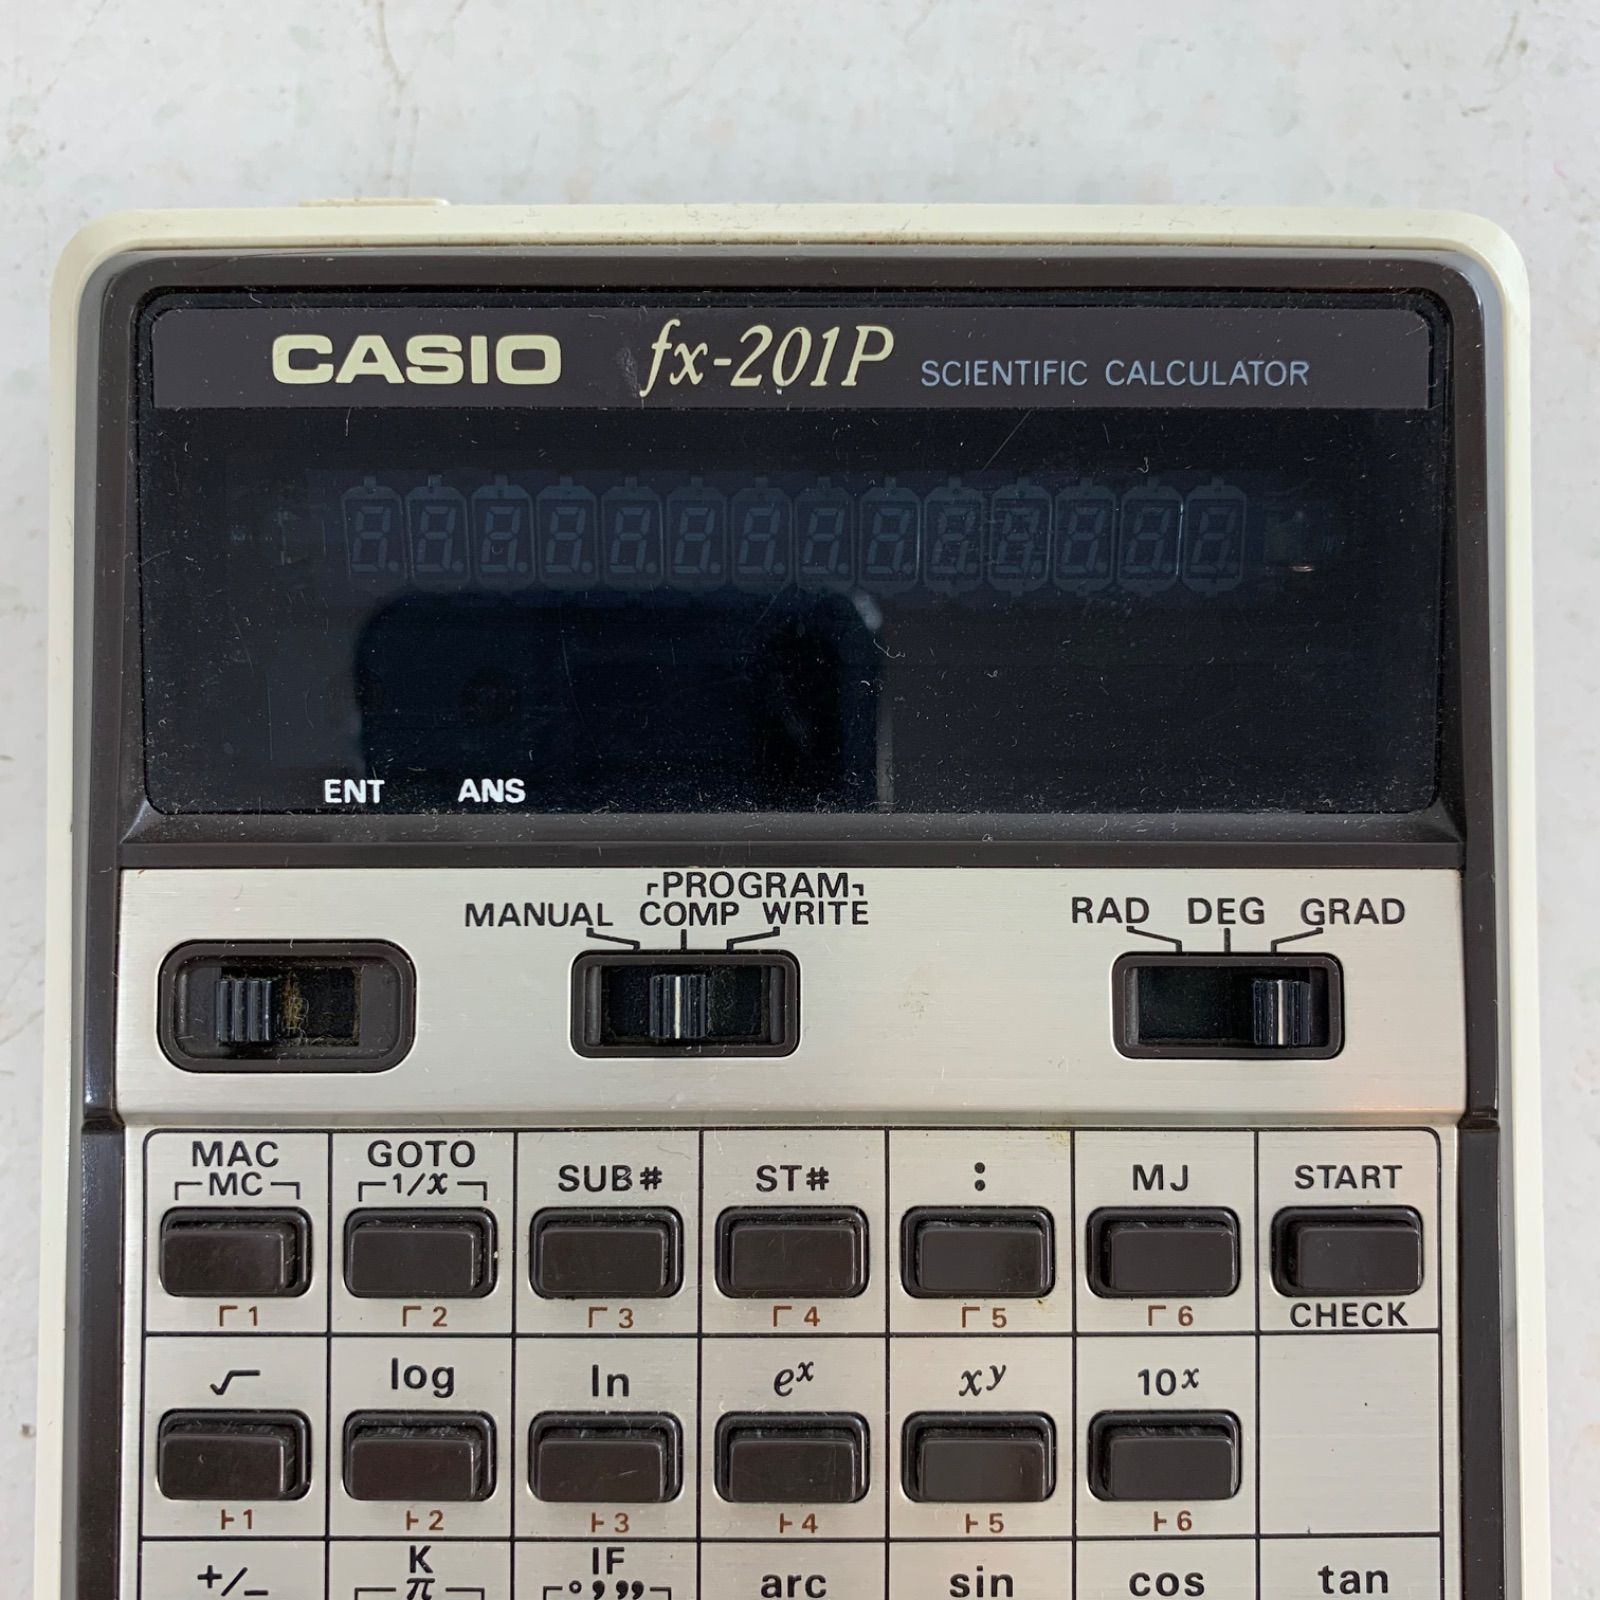 CASIO fx-201P SCIENTIFIC CALCULATOR
ENT ANS
PROGRAM
MANUAL COMP WRITE RAD DEG GRAD
MAC GOTO
MC 1/x SUB# ST# : MJ START
┌1 ┌2 ┌3 ┌4 ┌5 ┌6 CHECK
√ log ln eˣ xʸ 10ˣ
├1 ├2 ├3 ├4 ├5 ├6
K IF
+/− π °,,, arc sin cos tan